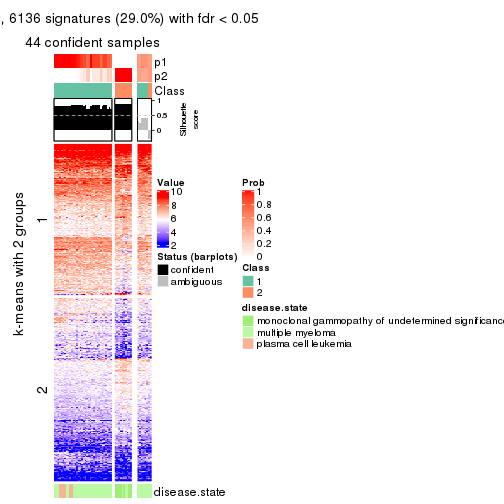 , 6136 signatures (29.0%) with fdr < 0.05
44 confident samples
p1
p2
Class
1
0.5
0
Silhouette
score
k-means with 2 groups
1
2
Value
10
8
6
4
2
Status (barplots)
confident
ambiguous
Prob
1
0.8
0.6
0.4
0.2
0
Class
1
2
disease.state
monoclonal gammopathy of undetermined significance
multiple myeloma
plasma cell leukemia
disease.state